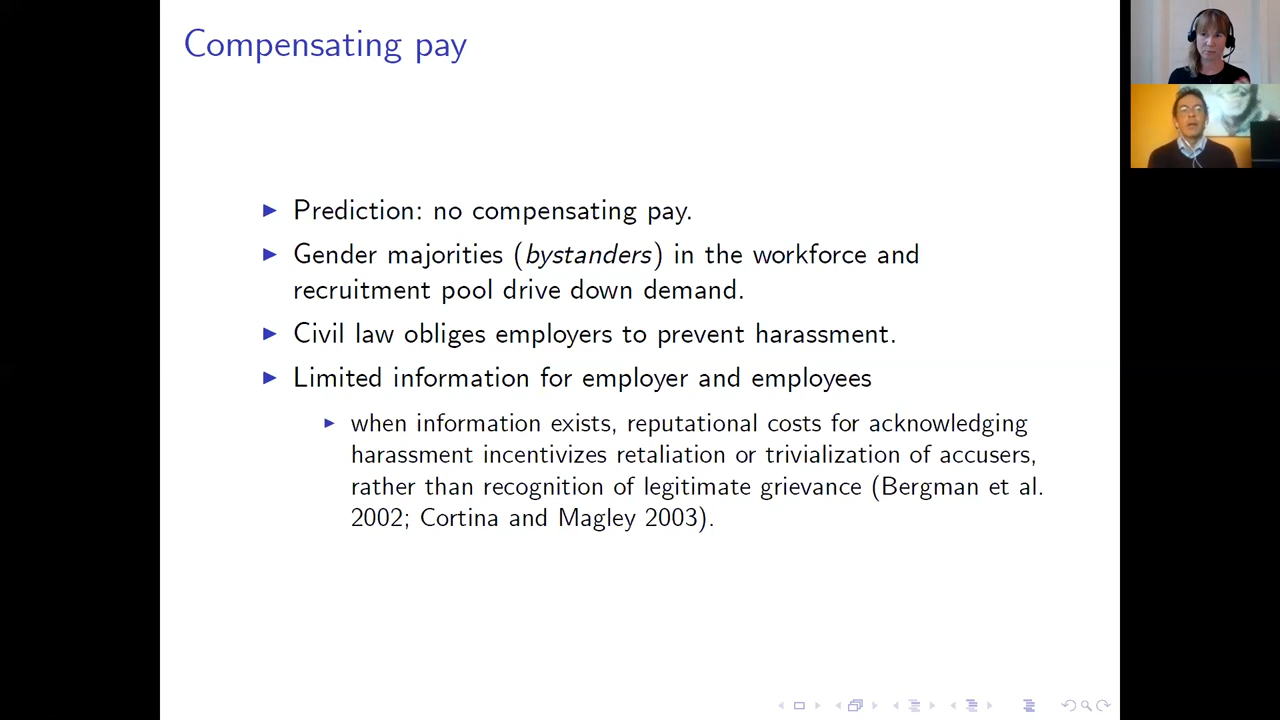 Compensating pay
Prediction: no compensating pay.
Gender majorities (bystanders) in the workforce and
recruitment pool drive down demand.
Civil law obliges employers to prevent harassment.
Limited information for employer and employees
when information exists, reputational costs for acknowledging
harassment incentivizes retaliation or trivialization of accusers,
rather than recognition of legitimate grievance (Bergman et al.
2002; Cortina and Magley 2003).